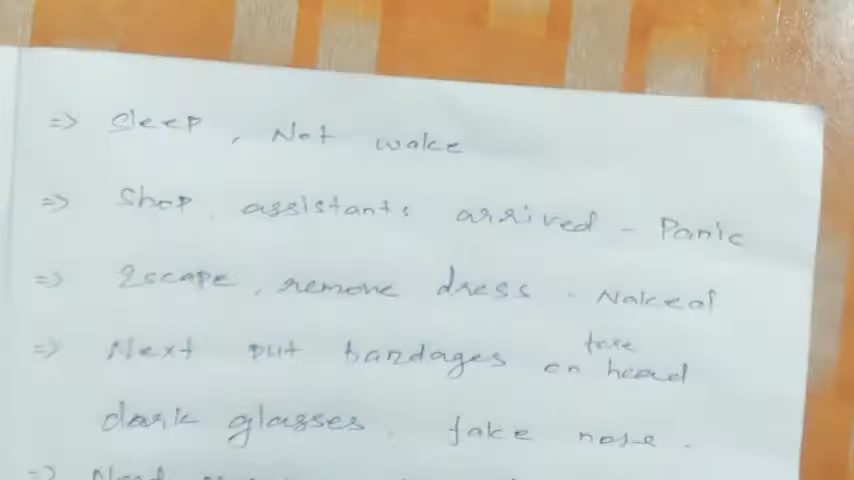 => Sleep, Not wake
=> Shop assistants arrived - Panic
=> Escape, remove dress - Naked
=> Next put bandages on head
dark glasses. fake nose.
=> Next